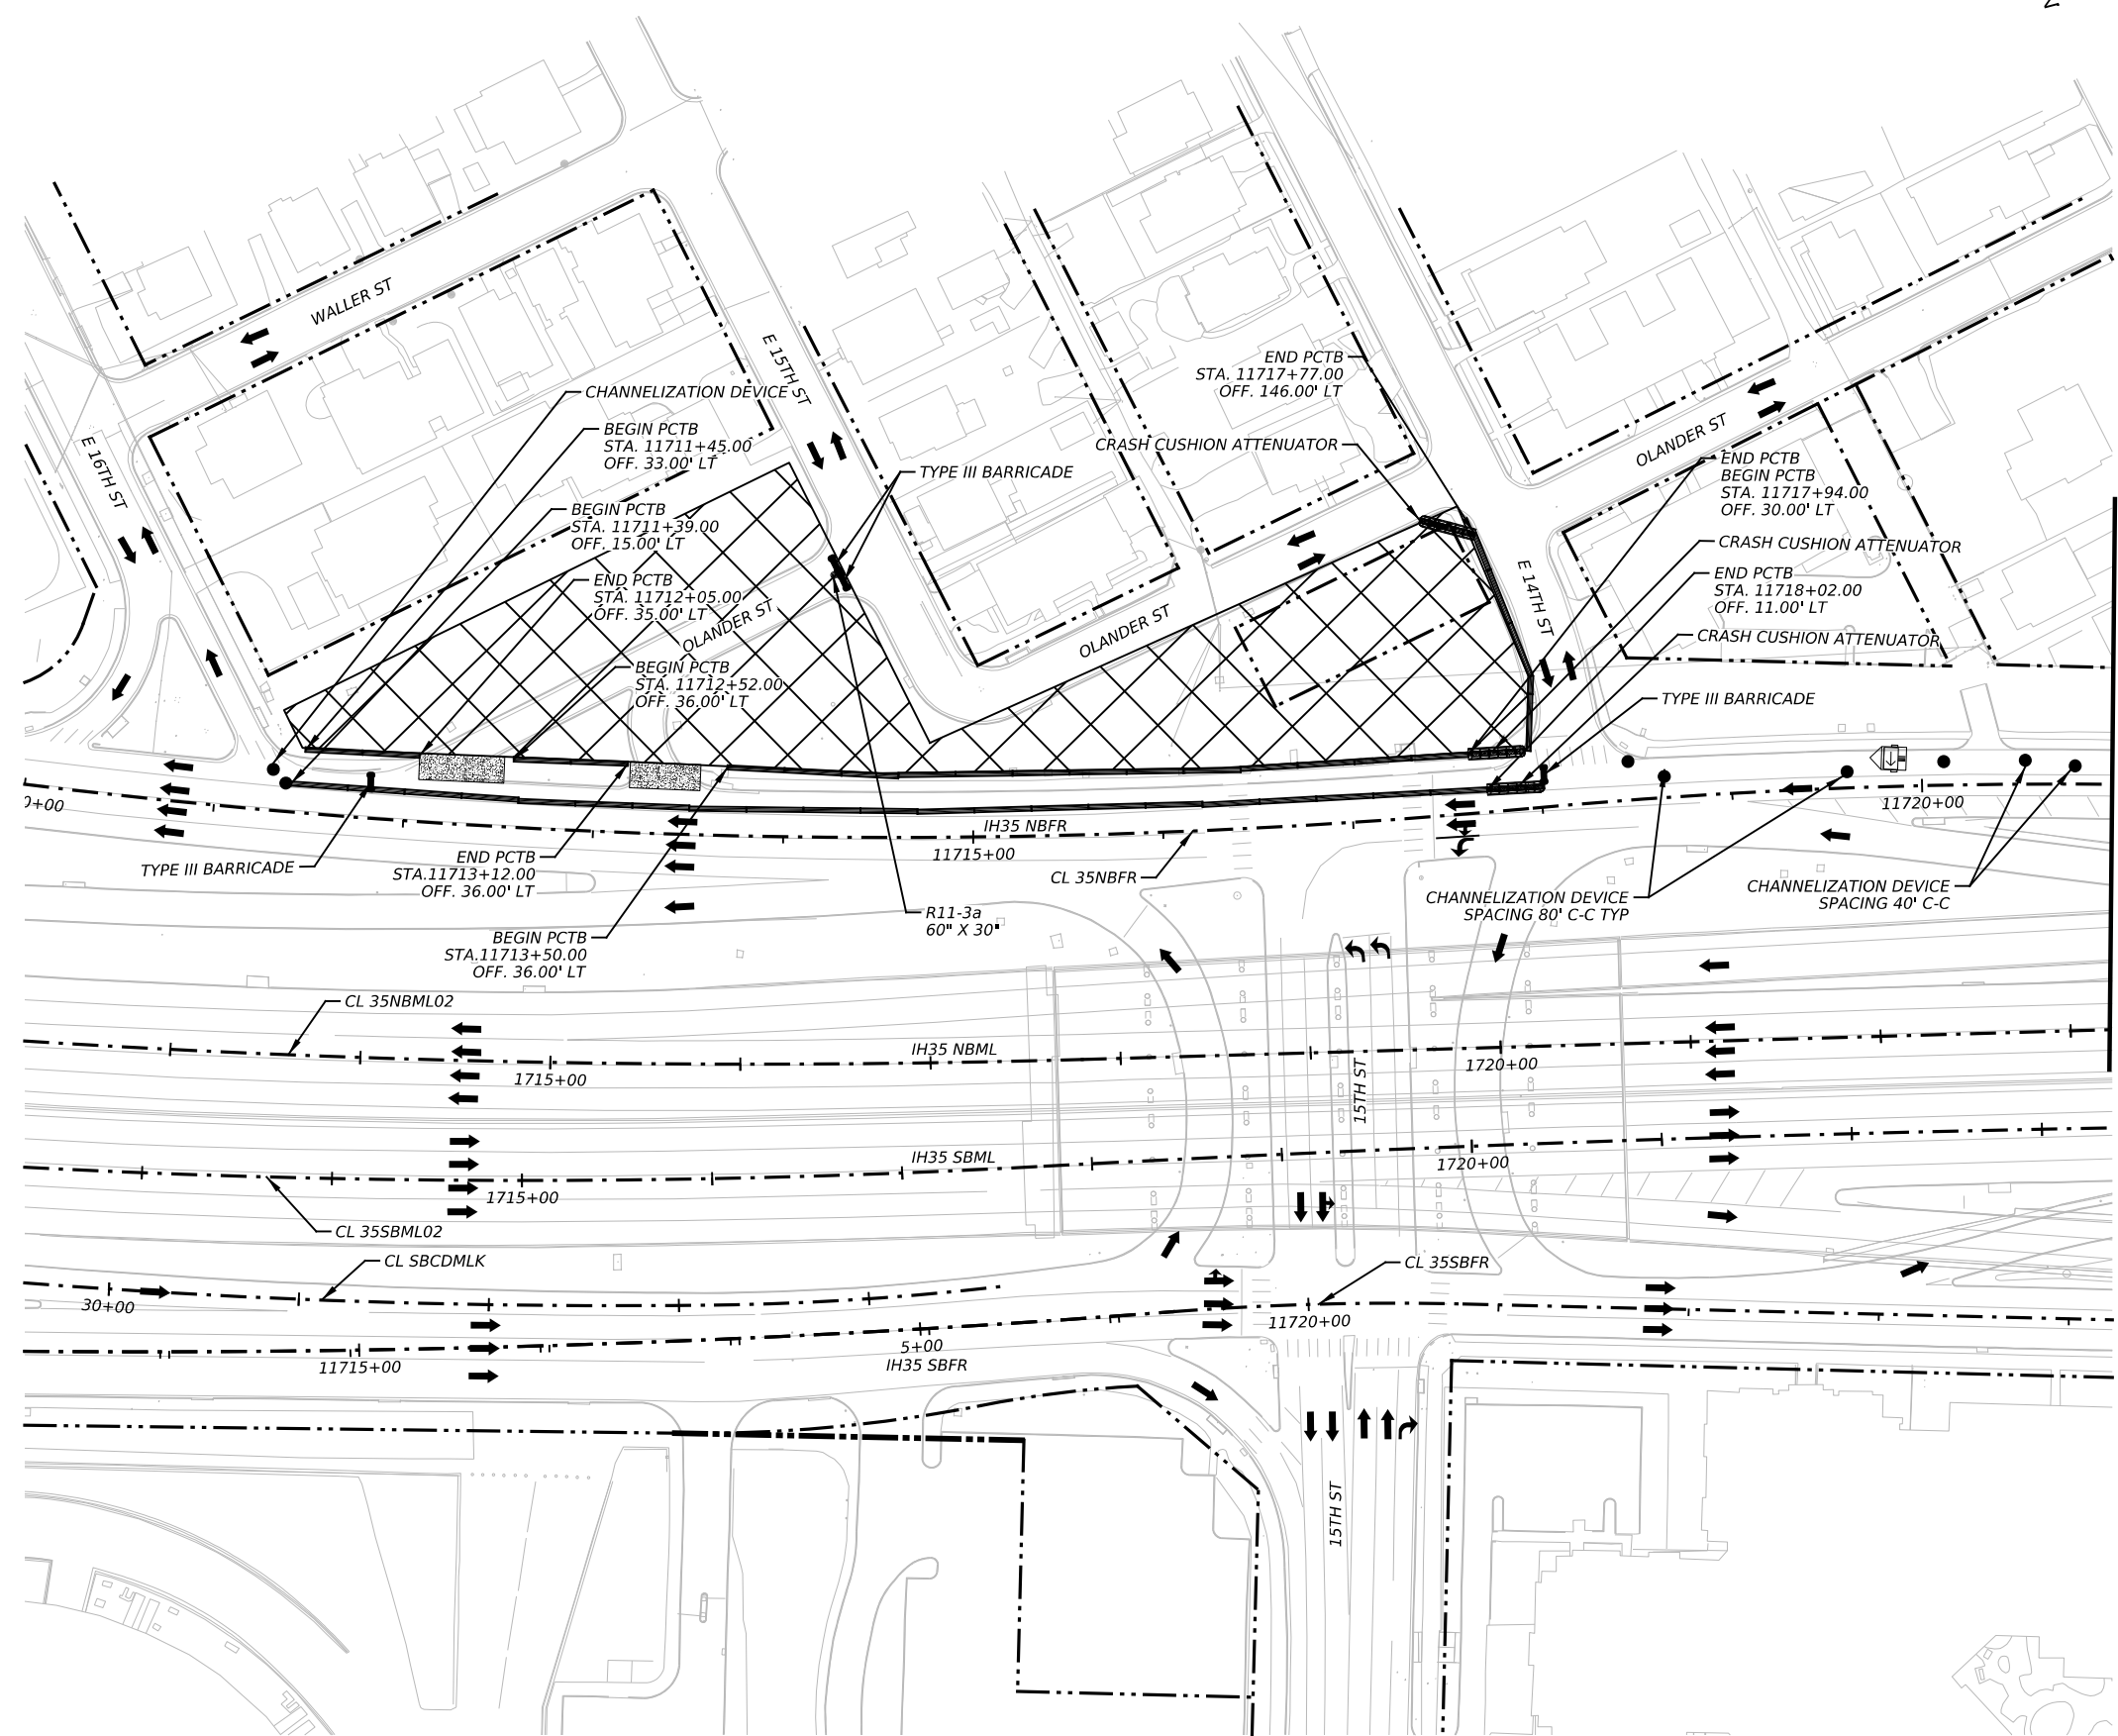 WALLER ST
E 15TH ST
E 16TH ST
CHANNELIZATION DEVICE
BEGIN PCTB
STA. 11711+45.00
OFF. 33.00' LT
BEGIN PCTB
STA. 11711+39.00
OFF. 15.00' LT
END PCTB
STA. 11712+05.00
OFF. 35.00' LT
OLANDER ST
BEGIN PCTB
STA. 11712+52.00
OFF. 36.00' LT
TYPE III BARRICADE
END PCTB
STA. 11717+77.00
OFF. 146.00' LT
CRASH CUSHION ATTENUATOR
OLANDER ST
E 14TH ST
OLANDER ST
END PCTB
BEGIN PCTB
STA. 11717+94.00
OFF. 30.00' LT
CRASH CUSHION ATTENUATOR
END PCTB
STA. 11718+02.00
OFF. 11.00' LT
CRASH CUSHION ATTENUATOR
TYPE III BARRICADE
0+00
IH35 NBFR
11715+00
11720+00
TYPE III BARRICADE
END PCTB
STA.11713+12.00
OFF. 36.00' LT
CL 35NBFR
R11-3a
60" X 30"
BEGIN PCTB
STA.11713+50.00
OFF. 36.00' LT
CHANNELIZATION DEVICE
SPACING 80' C-C TYP
CHANNELIZATION DEVICE
SPACING 40' C-C
CL 35NBML02
IH35 NBML
1715+00
1720+00
15TH ST
IH35 SBML
1715+00
1720+00
CL 35SBML02
CL SBCDMLK
CL 35SBFR
30+00
11720+00
5+00
11715+00
IH35 SBFR
15TH ST